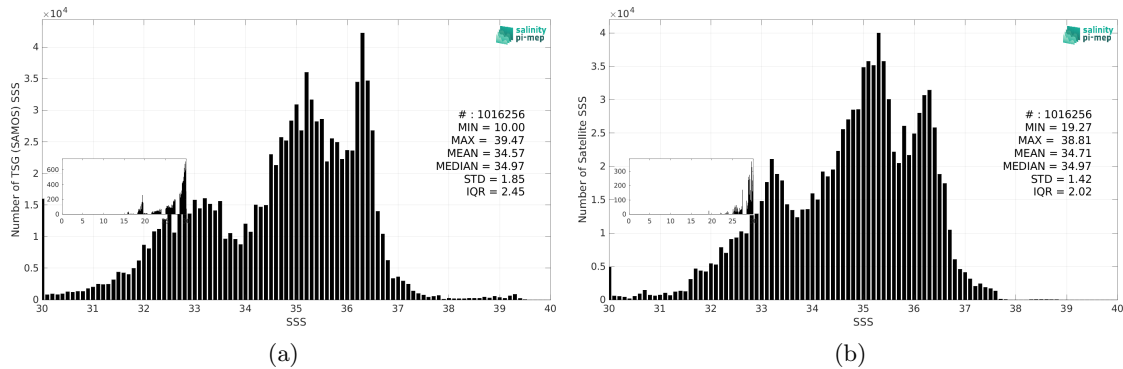 ×10⁴
4
3.5
3
2.5
2
1.5
1
0.5
0
30 31 32 33 34 35 36 37 38 39 40
SSS
Number of TSG (SAMOS) SSS
salinity
pi-mep
# : 1016256
MIN = 10.00
MAX = 39.47
MEAN = 34.57
MEDIAN = 34.97
STD = 1.85
IQR = 2.45
600
400
200
0
0 5 10 15 20 25
(a)
×10⁴
4
3.5
3
2.5
2
1.5
1
0.5
0
30 31 32 33 34 35 36 37 38 39 40
SSS
Number of Satellite SSS
salinity
pi-mep
# : 1016256
MIN = 19.27
MAX = 38.81
MEAN = 34.71
MEDIAN = 34.97
STD = 1.42
IQR = 2.02
300
200
100
0
0 5 10 15 20 25
(b)